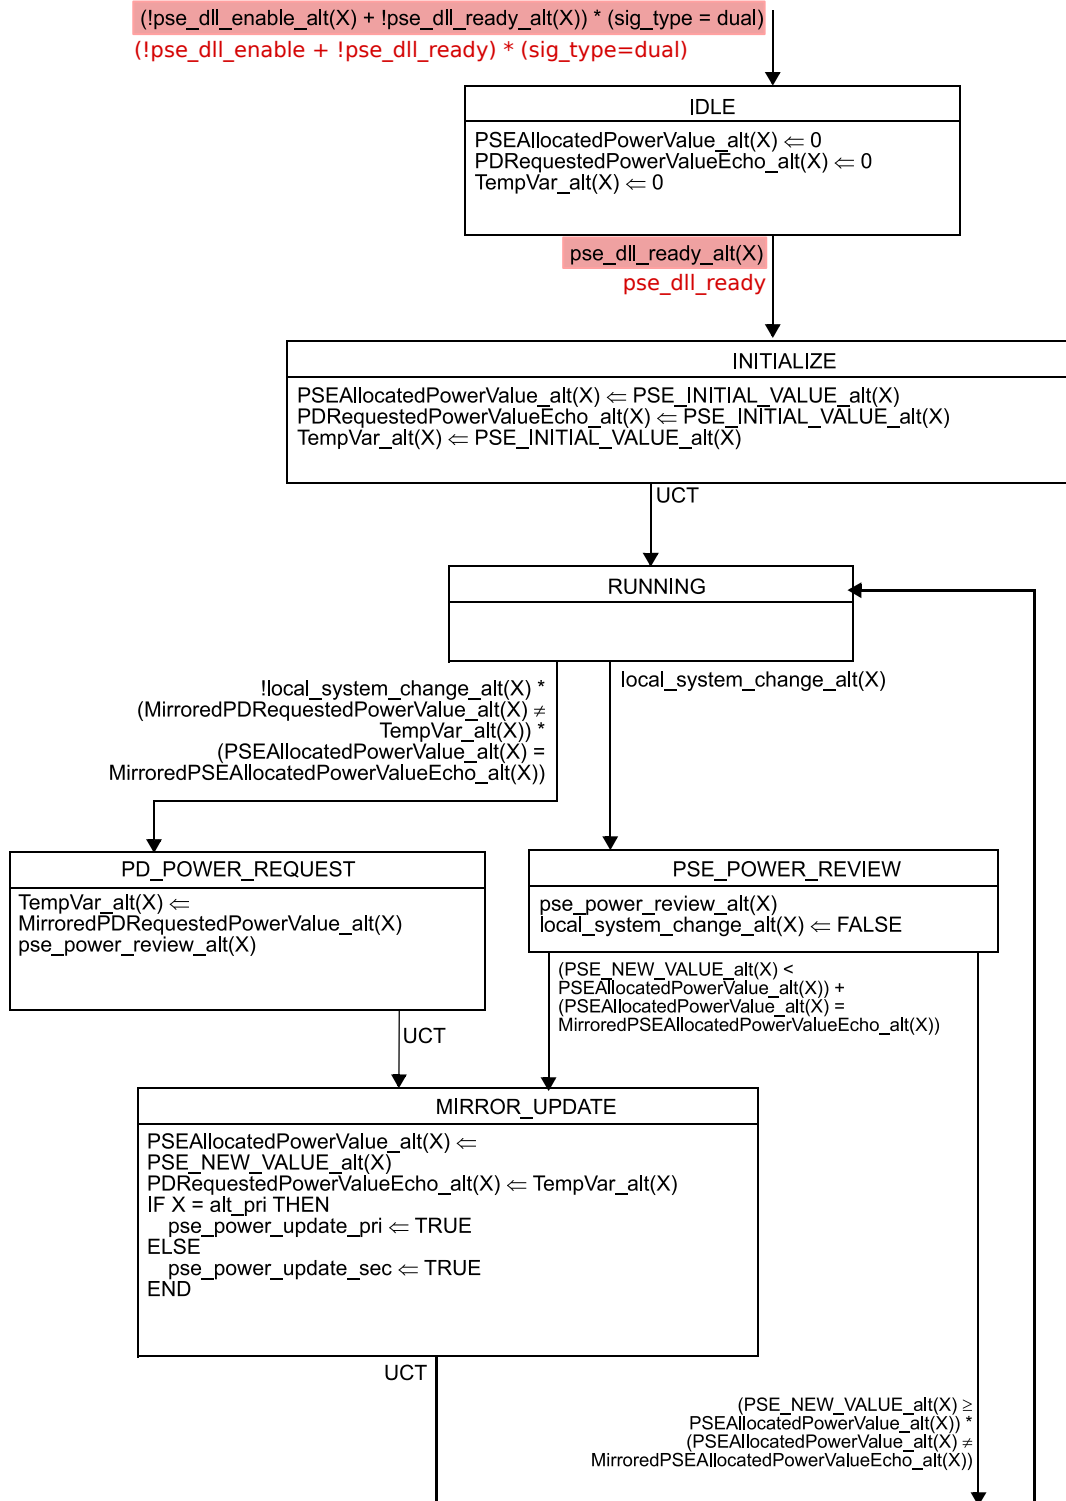 (!pse_dll_enable_alt(X) + !pse_dll_ready_alt(X)) * (sig_type = dual)
(!pse_dll_enable + !pse_dll_ready) * (sig_type=dual)
IDLE
PSEAllocatedPowerValue_alt(X) ⇐ 0
PDRequestedPowerValueEcho_alt(X) ⇐ 0
TempVar_alt(X) ⇐ 0
pse_dll_ready_alt(X)
pse_dll_ready
INITIALIZE
PSEAllocatedPowerValue_alt(X) ⇐ PSE_INITIAL_VALUE_alt(X)
PDRequestedPowerValueEcho_alt(X) ⇐ PSE_INITIAL_VALUE_alt(X)
TempVar_alt(X) ⇐ PSE_INITIAL_VALUE_alt(X)
UCT
RUNNING
!local_system_change_alt(X) *
(MirroredPDRequestedPowerValue_alt(X) ≠
TempVar_alt(X)) *
(PSEAllocatedPowerValue_alt(X) =
MirroredPSEAllocatedPowerValueEcho_alt(X))
local_system_change_alt(X)
PD_POWER_REQUEST
TempVar_alt(X) ⇐
MirroredPDRequestedPowerValue_alt(X)
pse_power_review_alt(X)
UCT
PSE_POWER_REVIEW
pse_power_review_alt(X)
local_system_change_alt(X) ⇐ FALSE
(PSE_NEW_VALUE_alt(X) <
PSEAllocatedPowerValue_alt(X)) +
(PSEAllocatedPowerValue_alt(X) =
MirroredPSEAllocatedPowerValueEcho_alt(X))
MIRROR_UPDATE
PSEAllocatedPowerValue_alt(X) ⇐
PSE_NEW_VALUE_alt(X)
PDRequestedPowerValueEcho_alt(X) ⇐ TempVar_alt(X)
IF X = alt_pri THEN
pse_power_update_pri ⇐ TRUE
ELSE
pse_power_update_sec ⇐ TRUE
END
UCT
(PSE_NEW_VALUE_alt(X) ≥
PSEAllocatedPowerValue_alt(X)) *
(PSEAllocatedPowerValue_alt(X) ≠
MirroredPSEAllocatedPowerValueEcho_alt(X))